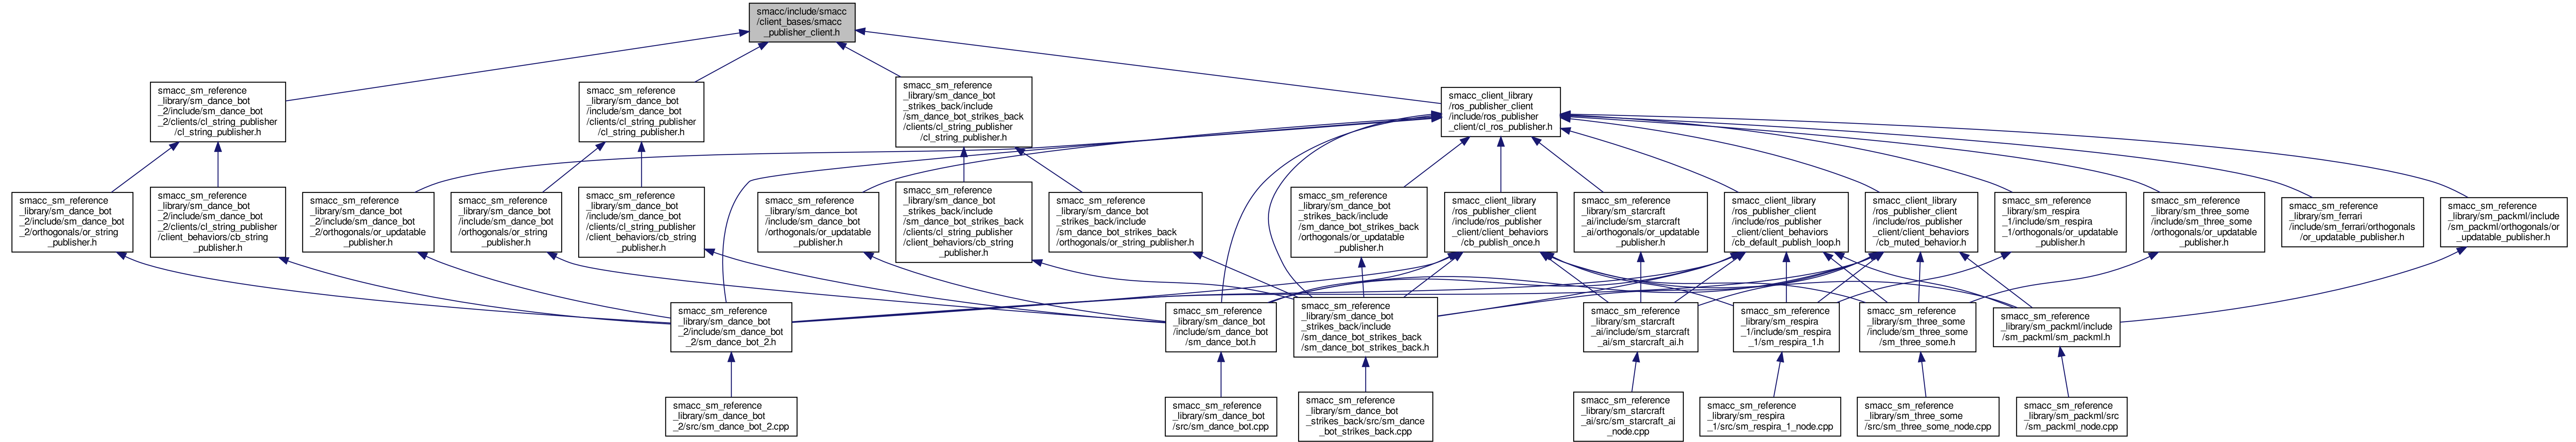 smacc/include/smacc
/client_bases/smacc
_publisher_client.h
smacc_sm_reference
_library/sm_dance_bot
_2/include/sm_dance_bot
_2/clients/cl_string_publisher
/cl_string_publisher.h
smacc_sm_reference
_library/sm_dance_bot
/include/sm_dance_bot
/clients/cl_string_publisher
/cl_string_publisher.h
smacc_sm_reference
_library/sm_dance_bot
_strikes_back/include
/sm_dance_bot_strikes_back
/clients/cl_string_publisher
/cl_string_publisher.h
smacc_client_library
/ros_publisher_client
/include/ros_publisher
_client/cl_ros_publisher.h
smacc_sm_reference
_library/sm_dance_bot
_2/include/sm_dance_bot
_2/orthogonals/or_string
_publisher.h
smacc_sm_reference
_library/sm_dance_bot
_2/include/sm_dance_bot
_2/clients/cl_string_publisher
/client_behaviors/cb_string
_publisher.h
smacc_sm_reference
_library/sm_dance_bot
_2/include/sm_dance_bot
_2/orthogonals/or_updatable
_publisher.h
smacc_sm_reference
_library/sm_dance_bot
/include/sm_dance_bot
/orthogonals/or_string
_publisher.h
smacc_sm_reference
_library/sm_dance_bot
/include/sm_dance_bot
/clients/cl_string_publisher
/client_behaviors/cb_string
_publisher.h
smacc_sm_reference
_library/sm_dance_bot
/include/sm_dance_bot
/orthogonals/or_updatable
_publisher.h
smacc_sm_reference
_library/sm_dance_bot
_strikes_back/include
/sm_dance_bot_strikes_back
/clients/cl_string_publisher
/client_behaviors/cb_string
_publisher.h
smacc_sm_reference
_library/sm_dance_bot
_strikes_back/include
/sm_dance_bot_strikes_back
/orthogonals/or_string_publisher.h
smacc_sm_reference
_library/sm_dance_bot
_strikes_back/include
/sm_dance_bot_strikes_back
/orthogonals/or_updatable
_publisher.h
smacc_client_library
/ros_publisher_client
/include/ros_publisher
_client/client_behaviors
/cb_publish_once.h
smacc_sm_reference
_library/sm_starcraft
_ai/include/sm_starcraft
_ai/orthogonals/or_updatable
_publisher.h
smacc_client_library
/ros_publisher_client
/include/ros_publisher
_client/client_behaviors
/cb_default_publish_loop.h
smacc_client_library
/ros_publisher_client
/include/ros_publisher
_client/client_behaviors
/cb_muted_behavior.h
smacc_sm_reference
_library/sm_respira
_1/include/sm_respira
_1/orthogonals/or_updatable
_publisher.h
smacc_sm_reference
_library/sm_three_some
/include/sm_three_some
/orthogonals/or_updatable
_publisher.h
smacc_sm_reference
_library/sm_ferrari
/include/sm_ferrari/orthogonals
/or_updatable_publisher.h
smacc_sm_reference
_library/sm_packml/include
/sm_packml/orthogonals/or
_updatable_publisher.h
smacc_sm_reference
_library/sm_dance_bot
_2/include/sm_dance_bot
_2/sm_dance_bot_2.h
smacc_sm_reference
_library/sm_dance_bot
/include/sm_dance_bot
/sm_dance_bot.h
smacc_sm_reference
_library/sm_dance_bot
_strikes_back/include
/sm_dance_bot_strikes_back
/sm_dance_bot_strikes_back.h
smacc_sm_reference
_library/sm_starcraft
_ai/include/sm_starcraft
_ai/sm_starcraft_ai.h
smacc_sm_reference
_library/sm_respira
_1/include/sm_respira
_1/sm_respira_1.h
smacc_sm_reference
_library/sm_three_some
/include/sm_three_some
/sm_three_some.h
smacc_sm_reference
_library/sm_packml/include
/sm_packml/sm_packml.h
smacc_sm_reference
_library/sm_dance_bot
_2/src/sm_dance_bot_2.cpp
smacc_sm_reference
_library/sm_dance_bot
/src/sm_dance_bot.cpp
smacc_sm_reference
_library/sm_dance_bot
_strikes_back/src/sm_dance
_bot_strikes_back.cpp
smacc_sm_reference
_library/sm_starcraft
_ai/src/sm_starcraft_ai
_node.cpp
smacc_sm_reference
_library/sm_respira
_1/src/sm_respira_1_node.cpp
smacc_sm_reference
_library/sm_three_some
/src/sm_three_some_node.cpp
smacc_sm_reference
_library/sm_packml/src
/sm_packml_node.cpp